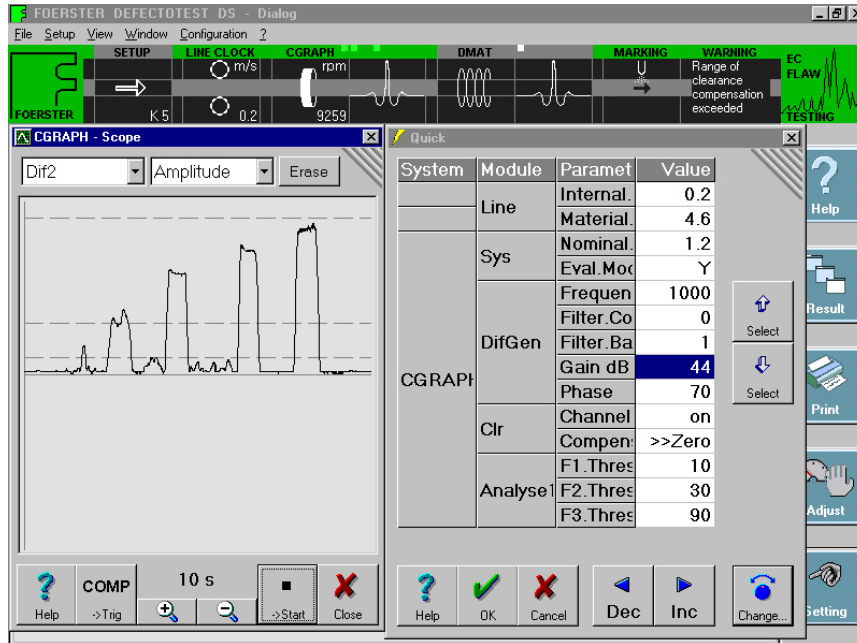 FOERSTER DEFECTOTEST DS - Dialog
File Setup View Window Configuration ?
SETUP LINE CLOCK CGRAPH DMAT MARKING WARNING
m/s rpm
Range of
clearance
compensation
exceeded
EC
FLAW
TESTING
FOERSTER K 5 0.2 9259
CGRAPH - Scope
Dif2 Amplitude Erase
Help COMP ->Trig 10 s ->Start Close
Quick
System Module Paramet Value
Line Internal. 0.2
Material. 4.6
CGRAPH
Sys Nominal. 1.2
Eval.Mod Y
DifGen Frequen 1000
Filter.Co 0
Filter.Ba 1
Gain dB 44
Phase 70
Clr Channel on
Compen: >>Zero
Analyse1 F1.Thres 10
F2.Thres 30
F3.Thres 90
Select
Select
Help OK Cancel Dec Inc Change...
Help
Result
Print
Adjust
Setting